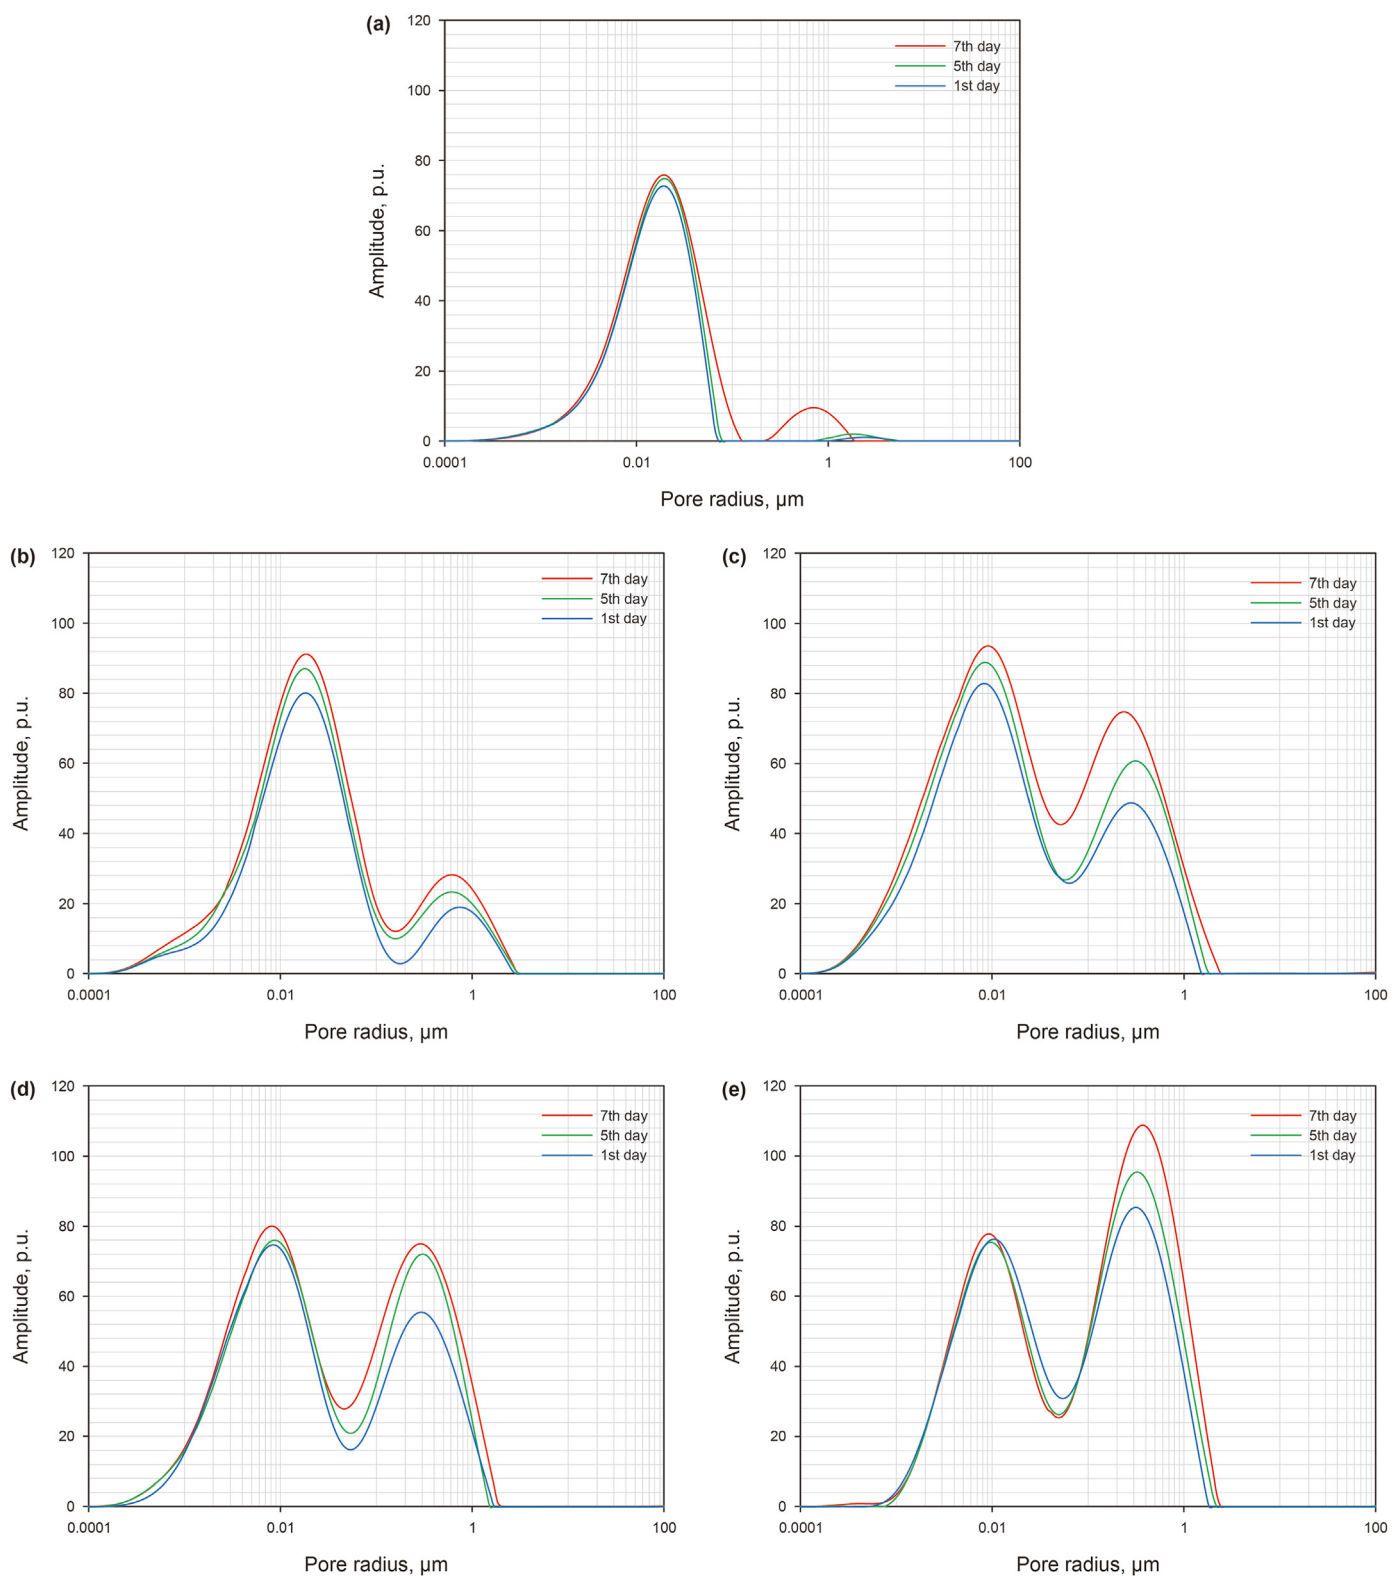 (a)
120
100
80
60
40
20
0
Amplitude, p.u.
7th day
5th day
1st day
0.0001 0.01 1 100
Pore radius, µm
(b)
120
100
80
60
40
20
0
Amplitude, p.u.
7th day
5th day
1st day
0.0001 0.01 1 100
Pore radius, µm
(c)
120
100
80
60
40
20
0
Amplitude, p.u.
7th day
5th day
1st day
0.0001 0.01 1 100
Pore radius, µm
(d)
120
100
80
60
40
20
0
Amplitude, p.u.
7th day
5th day
1st day
0.0001 0.01 1 100
Pore radius, µm
(e)
120
100
80
60
40
20
0
Amplitude, p.u.
7th day
5th day
1st day
0.0001 0.01 1 100
Pore radius, µm